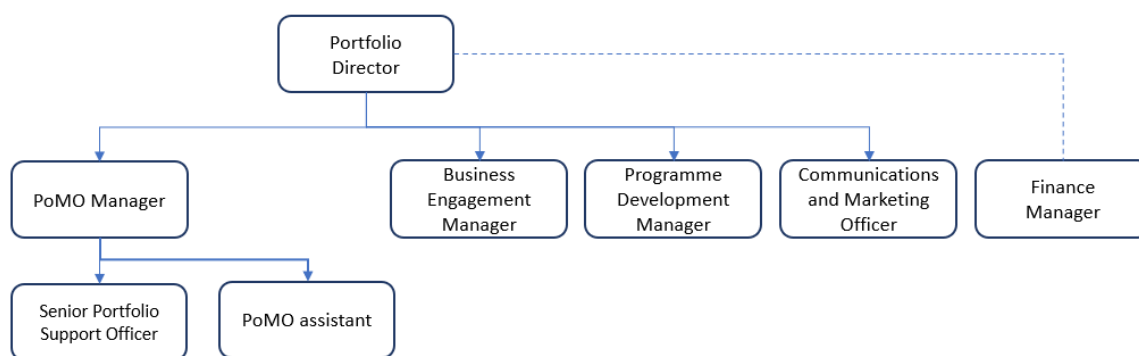 Portfolio
Director
PoMO Manager
Business
Engagement
Manager
Programme
Development
Manager
Communications
and Marketing
Officer
Finance
Manager
Senior Portfolio
Support Officer
PoMO assistant